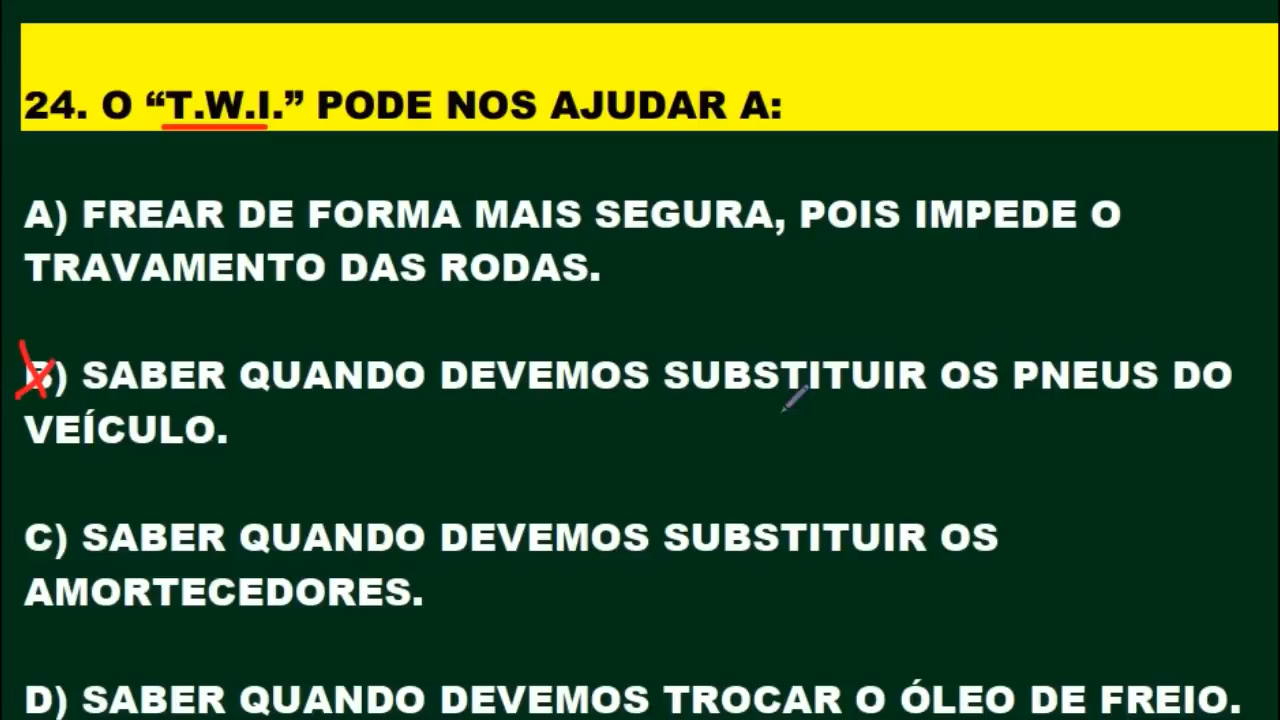 24. O “T.W.I.” PODE NOS AJUDAR A:
A) FREAR DE FORMA MAIS SEGURA, POIS IMPEDE O
TRAVAMENTO DAS RODAS.
B) SABER QUANDO DEVEMOS SUBSTITUIR OS PNEUS DO
VEÍCULO.
C) SABER QUANDO DEVEMOS SUBSTITUIR OS
AMORTECEDORES.
D) SABER QUANDO DEVEMOS TROCAR O ÓLEO DE FREIO.